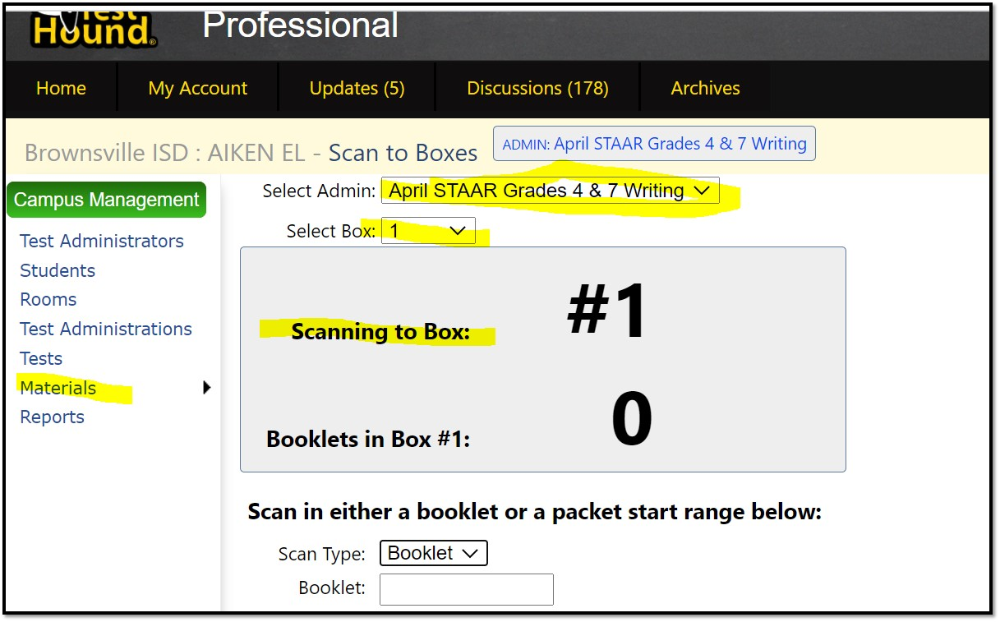 Test
Hound®
Professional
Home My Account Updates (5) Discussions (178) Archives
Brownsville ISD : AIKEN EL - Scan to Boxes ADMIN: April STAAR Grades 4 & 7 Writing
Campus Management
Test Administrators
Students
Rooms
Test Administrations
Tests
Materials
Reports
Select Admin: April STAAR Grades 4 & 7 Writing
Select Box: 1
Scanning to Box: #1
Booklets in Box #1: 0
Scan in either a booklet or a packet start range below:
Scan Type: Booklet
Booklet: